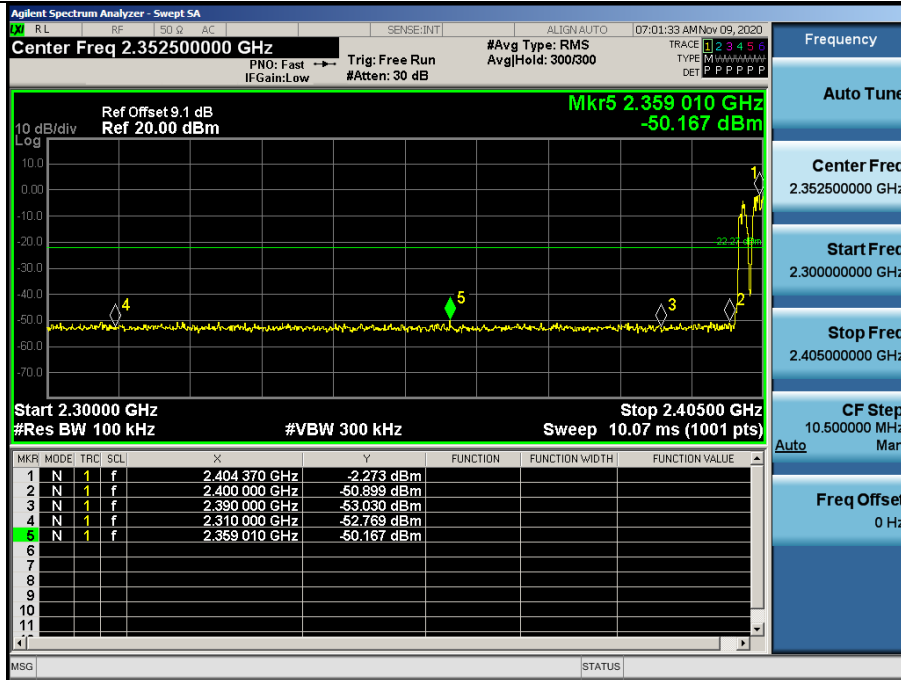 Agilent Spectrum Analyzer - Swept SA
LXI RL RF 50 Ω AC SENSE:INT ALIGNAUTO 07:01:33 AMNov 09, 2020
Center Freq 2.352500000 GHz
PNO: Fast
IFGain:Low
Trig: Free Run
#Atten: 30 dB
#Avg Type: RMS
Avg|Hold: 300/300
TRACE 1 2 3 4 5 6
TYPE M
DET P P P P P P
Mkr5 2.359 010 GHz
-50.167 dBm
Ref Offset 9.1 dB
10 dB/div Ref 20.00 dBm
Log
10.0
0.00
-10.0
-20.0
-30.0
-40.0
-50.0
-60.0
-70.0
1
2
3
4
5
Start 2.30000 GHz Stop 2.40500 GHz
#Res BW 100 kHz #VBW 300 kHz Sweep 10.07 ms (1001 pts)
MKR MODE TRC SCL X Y FUNCTION FUNCTION WIDTH FUNCTION VALUE
1 N 1 f 2.404 370 GHz -2.273 dBm
2 N 1 f 2.400 000 GHz -50.899 dBm
3 N 1 f 2.390 000 GHz -53.030 dBm
4 N 1 f 2.310 000 GHz -52.769 dBm
5 N 1 f 2.359 010 GHz -50.167 dBm
6
7
8
9
10
11
MSG STATUS
Frequency
Auto Tune
Center Freq
2.352500000 GHz
Start Freq
2.300000000 GHz
Stop Freq
2.405000000 GHz
CF Step
10.500000 MHz
Auto Man
Freq Offset
0 Hz